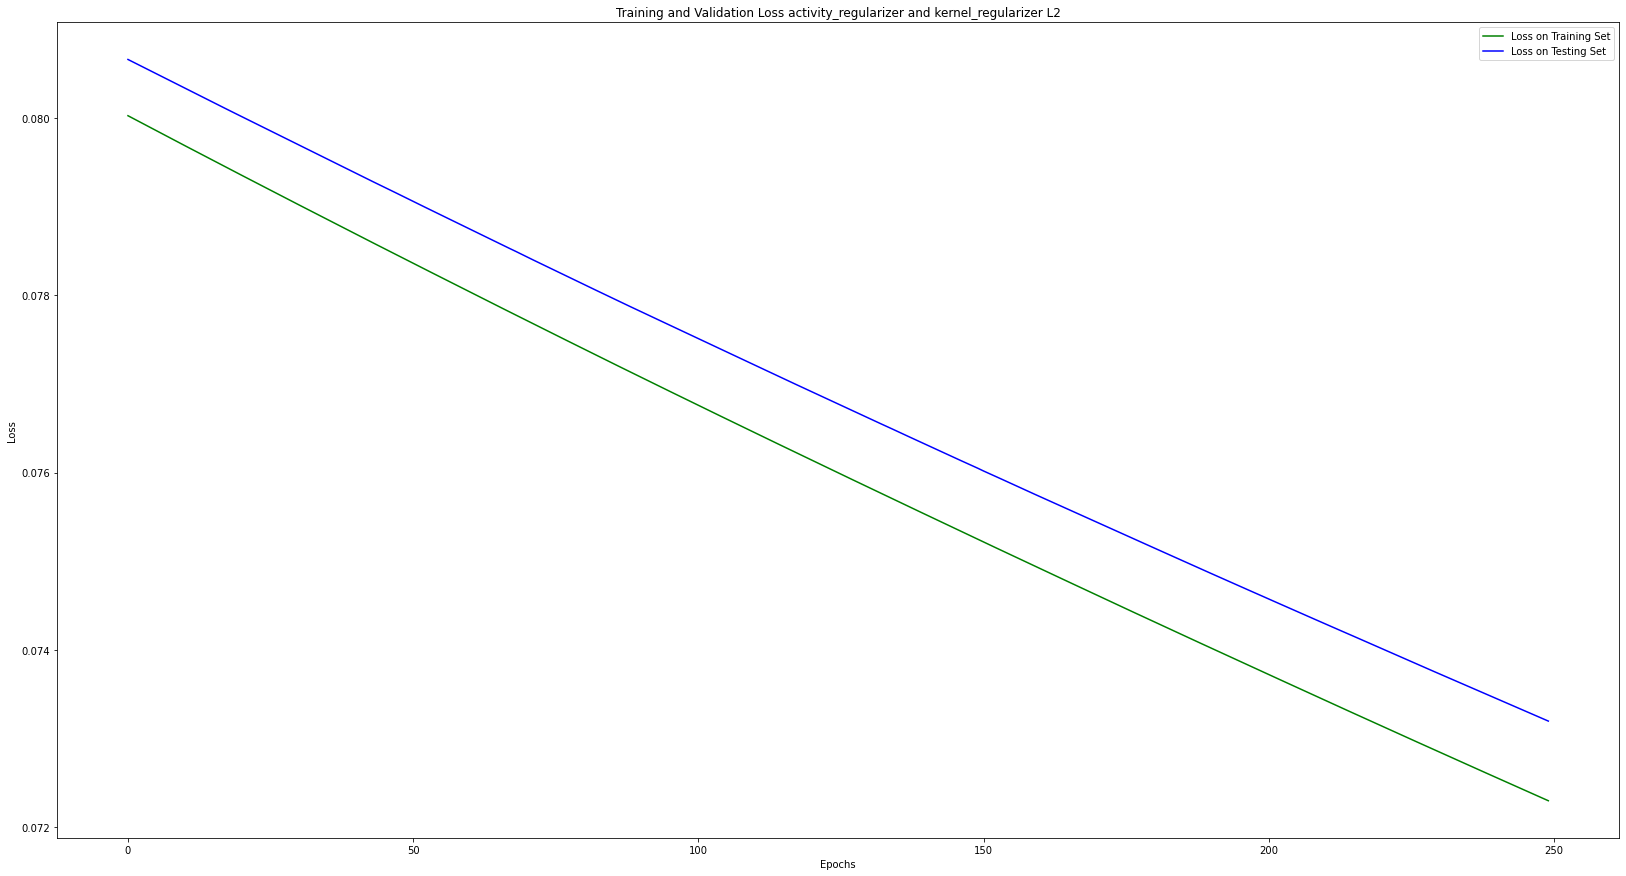 Training and Validation Loss activity_regularizer and kernel_regularizer L2
Loss on Training Set
Loss on Testing Set
0.080
0.078
0.076
0.074
0.072
Loss
0
50
100
150
200
250
Epochs